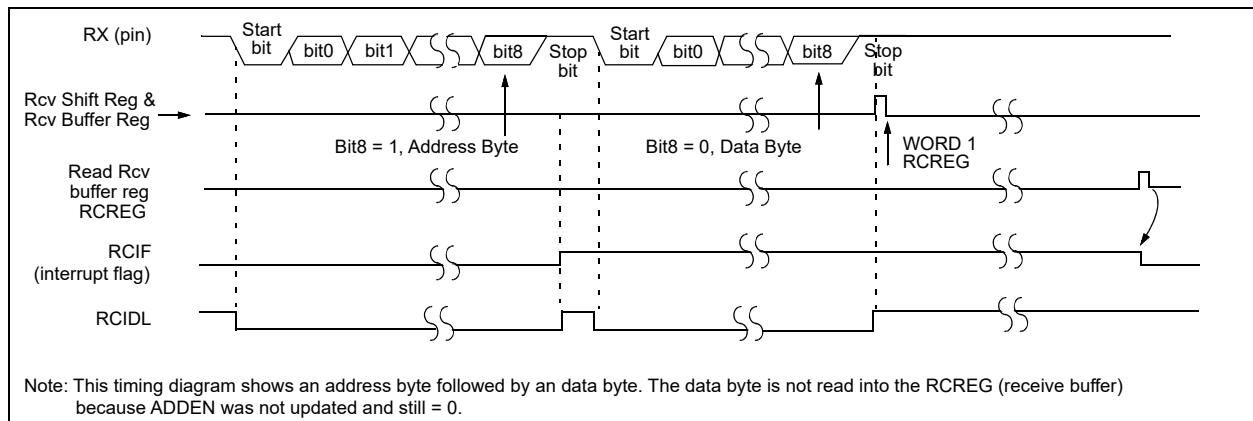 RX (pin)
Start
bit
bit0
bit1
bit8
Stop
bit
Start
bit
bit0
bit8
Stop
bit
Rcv Shift Reg &
Rcv Buffer Reg
Bit8 = 1, Address Byte
Bit8 = 0, Data Byte
WORD 1
RCREG
Read Rcv
buffer reg
RCREG
RCIF
(interrupt flag)
RCIDL
Note: This timing diagram shows an address byte followed by an data byte. The data byte is not read into the RCREG (receive buffer)
because ADDEN was not updated and still = 0.